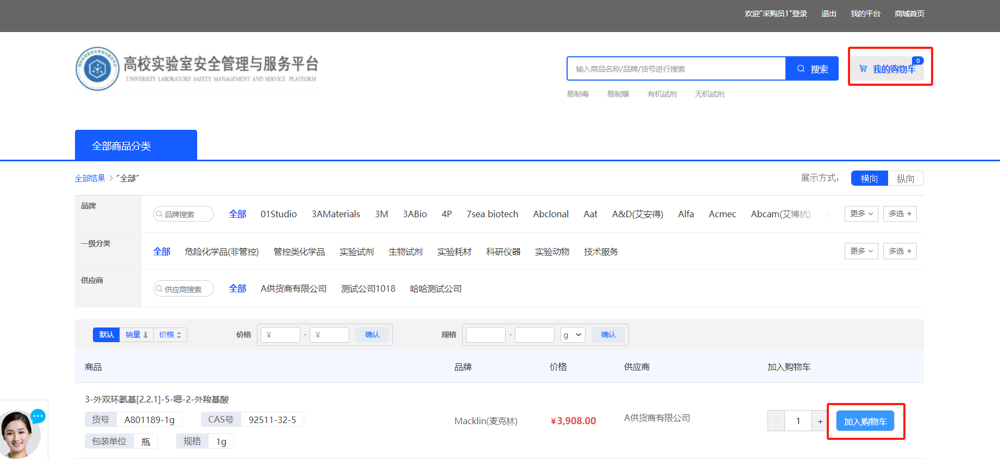 欢迎"采购员1"登录 退出 我的平台 商城首页
高校实验室安全管理与服务平台
UNIVERSITY LABORATORY SAFETY MANAGEMENT AND SERVICE PLATFORM
输入商品名称/品牌/货号进行搜索 搜索 我的购物车 0
易制毒 易制爆 有机试剂 无机试剂
全部商品分类
全部结果 > "全部" 展示方式： 横向 纵向
品牌 品牌搜索 全部 01Studio 3AMaterials 3M 3ABio 4P 7sea biotech Abclonal Aat A&D(艾安得) Alfa Acmec Abcam(艾博抗) A 更多 多选 +
一级分类 全部 危险化学品(非管控) 管控类化学品 实验试剂 生物试剂 实验耗材 科研仪器 实验动物 技术服务 更多 多选 +
供应商 供应商搜索 全部 A供货商有限公司 测试公司1018 哈哈测试公司
默认 销量 价格 价格 ¥ - ¥ 确认 规格 - g 确认
商品 品牌 价格 供应商 加入购物车
3-外双环氨基[2.2.1]-5-嗯-2-外羧基酸
货号 A801189-1g CAS号 92511-32-5
Macklin(麦克林) ¥3,908.00 A供货商有限公司 - 1 + 加入购物车
包装单位 瓶 规格 1g